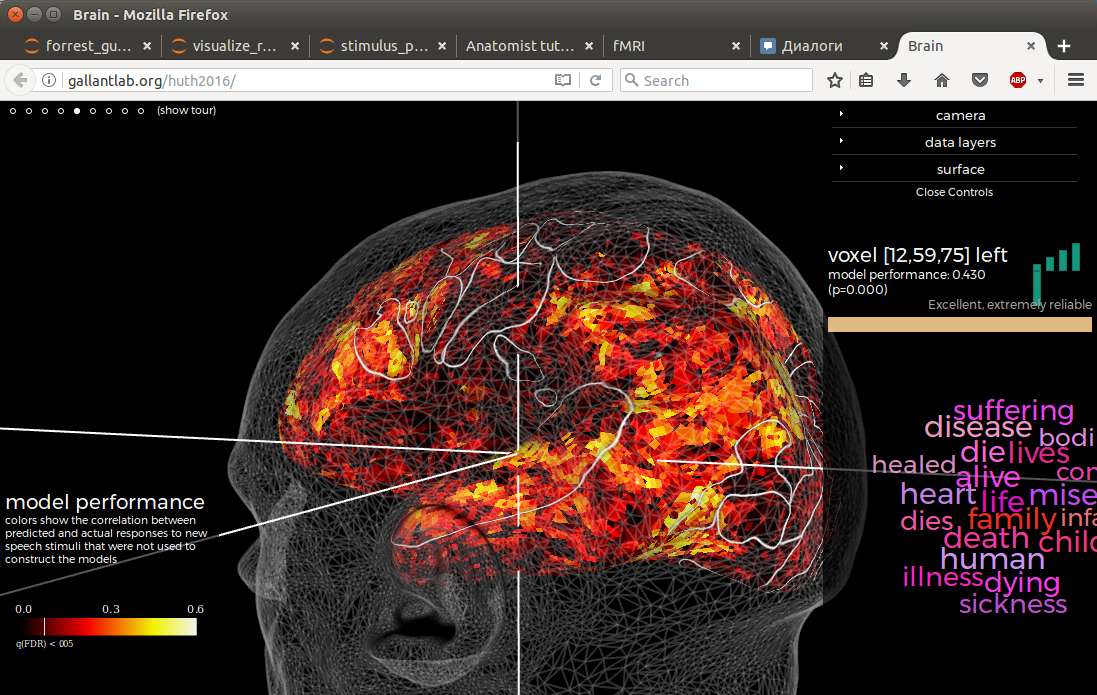 Brain - Mozilla Firefox
forrest_gu...
visualize_r...
stimulus_p...
Anatomist tut...
fMRI
Диалоги
Brain
gallantlab.org/huth2016/
Search
ABP
(show tour)
camera
data layers
surface
Close Controls
voxel [12,59,75] left
model performance: 0.430
(p=0.000)
Excellent, extremely reliable
suffering
disease
bodi
die lives
healed
alive
con
heart
life
mise
dies
family
infa
death
child
human
illness
dying
sickness
model performance
colors show the correlation between
predicted and actual responses to new
speech stimuli that were not used to
construct the models
0.0 0.3 0.6
q(FDR) < 005